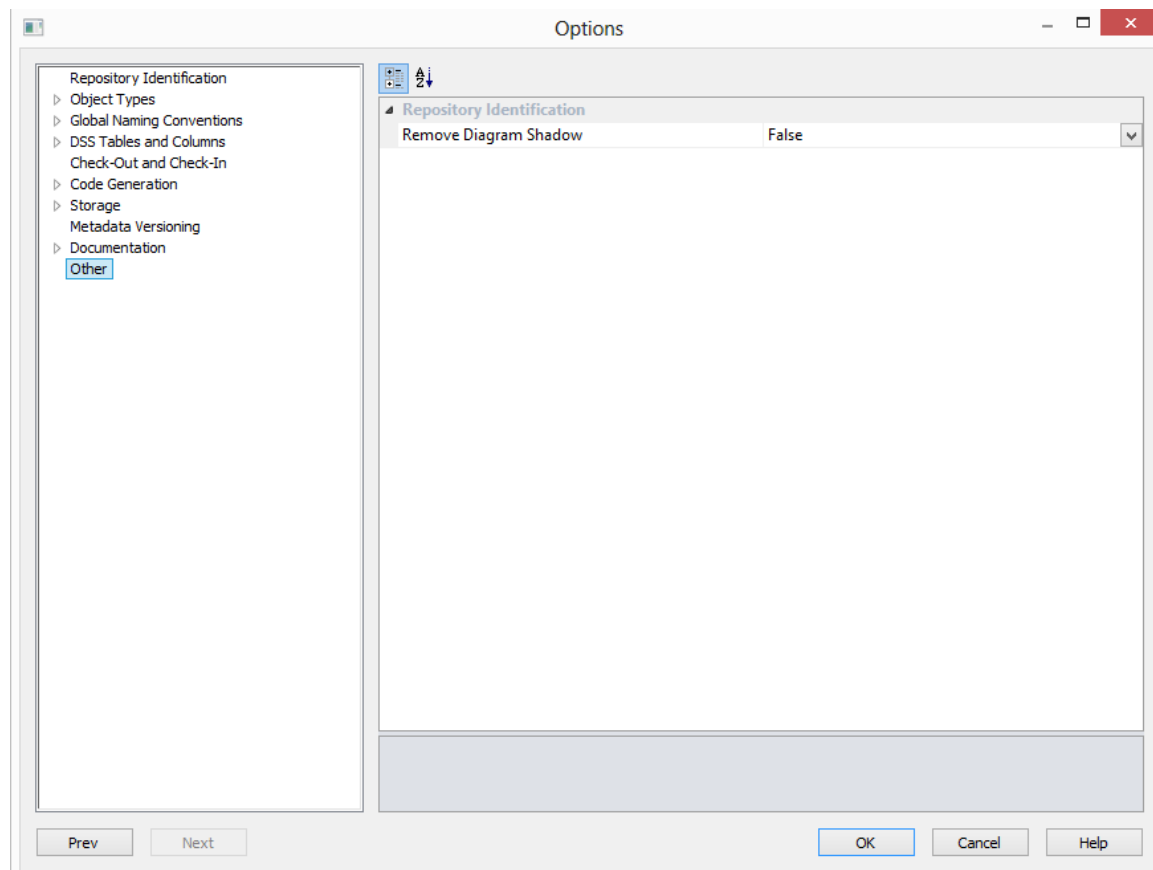 Options
Repository Identification
Object Types
Global Naming Conventions
DSS Tables and Columns
Check-Out and Check-In
Code Generation
Storage
Metadata Versioning
Documentation
Other
Repository Identification
Remove Diagram Shadow False
Prev Next OK Cancel Help